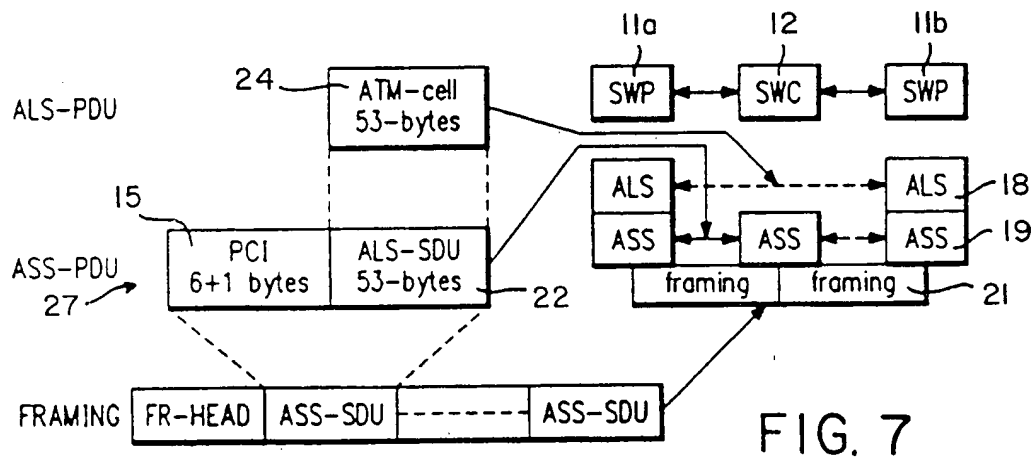 11a 12 11b
24
ALS-PDU
ATM-cell
53-bytes
SWP SWC SWP
15
ALS ALS 18
ASS-PDU
27
PCI
6+1 bytes
ALS-SDU
53-bytes
22
ASS ASS ASS 19
framing framing 21
FRAMING FR-HEAD ASS-SDU ASS-SDU
FIG. 7